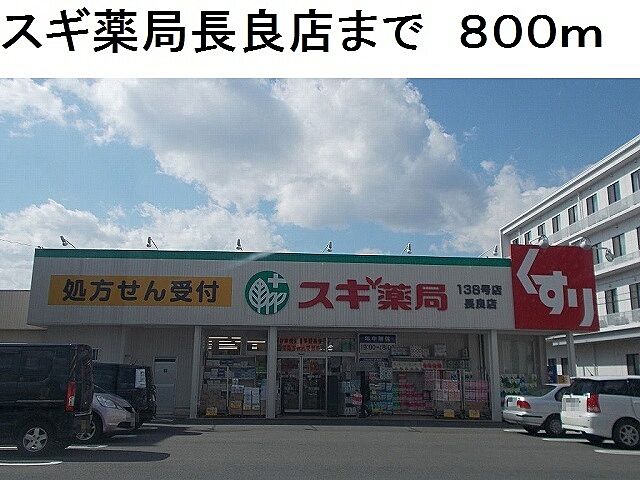 スギ薬局長良店まで 800m
処方せん受付
スギ薬局
138号店
長良店
くすり